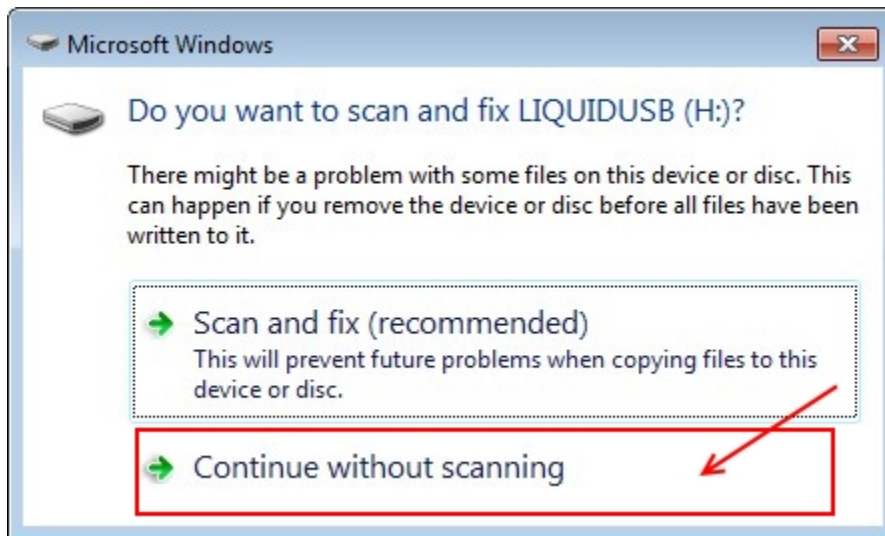 Microsoft Windows
Do you want to scan and fix LIQUIDUSB (H:)?
There might be a problem with some files on this device or disc. This
can happen if you remove the device or disc before all files have been
written to it.
Scan and fix (recommended)
This will prevent future problems when copying files to this
device or disc.
Continue without scanning